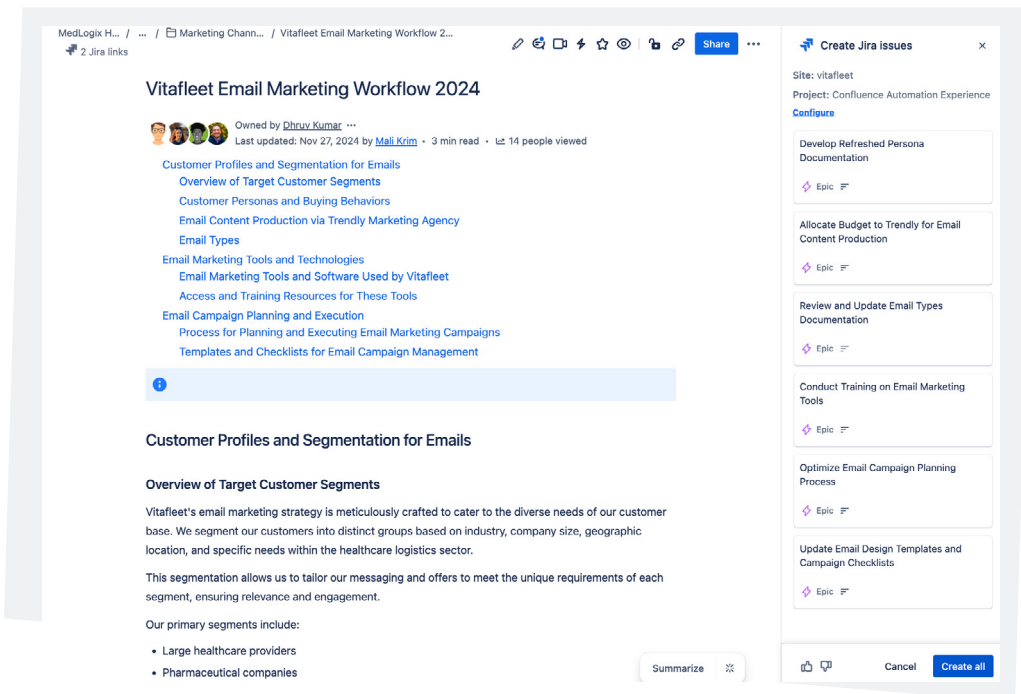 MedLogix H... / ... / Marketing Chann... / Vitafleet Email Marketing Workflow 2...
2 Jira links
Share
Vitafleet Email Marketing Workflow 2024
Owned by Dhruv Kumar
Last updated: Nov 27, 2024 by Mali Krim • 3 min read • 14 people viewed
Customer Profiles and Segmentation for Emails
Overview of Target Customer Segments
Customer Personas and Buying Behaviors
Email Content Production via Trendly Marketing Agency
Email Types
Email Marketing Tools and Technologies
Email Marketing Tools and Software Used by Vitafleet
Access and Training Resources for These Tools
Email Campaign Planning and Execution
Process for Planning and Executing Email Marketing Campaigns
Templates and Checklists for Email Campaign Management
Customer Profiles and Segmentation for Emails
Overview of Target Customer Segments
Vitafleet's email marketing strategy is meticulously crafted to cater to the diverse needs of our customer
base. We segment our customers into distinct groups based on industry, company size, geographic
location, and specific needs within the healthcare logistics sector.
This segmentation allows us to tailor our messaging and offers to meet the unique requirements of each
segment, ensuring relevance and engagement.
Our primary segments include:
• Large healthcare providers
• Pharmaceutical companies
Summarize
Create Jira issues
Site: vitafleet
Project: Confluence Automation Experience
Configure
Develop Refreshed Persona
Documentation
Epic
Allocate Budget to Trendly for Email
Content Production
Epic
Review and Update Email Types
Documentation
Epic
Conduct Training on Email Marketing
Tools
Epic
Optimize Email Campaign Planning
Process
Epic
Update Email Design Templates and
Campaign Checklists
Epic
Cancel
Create all